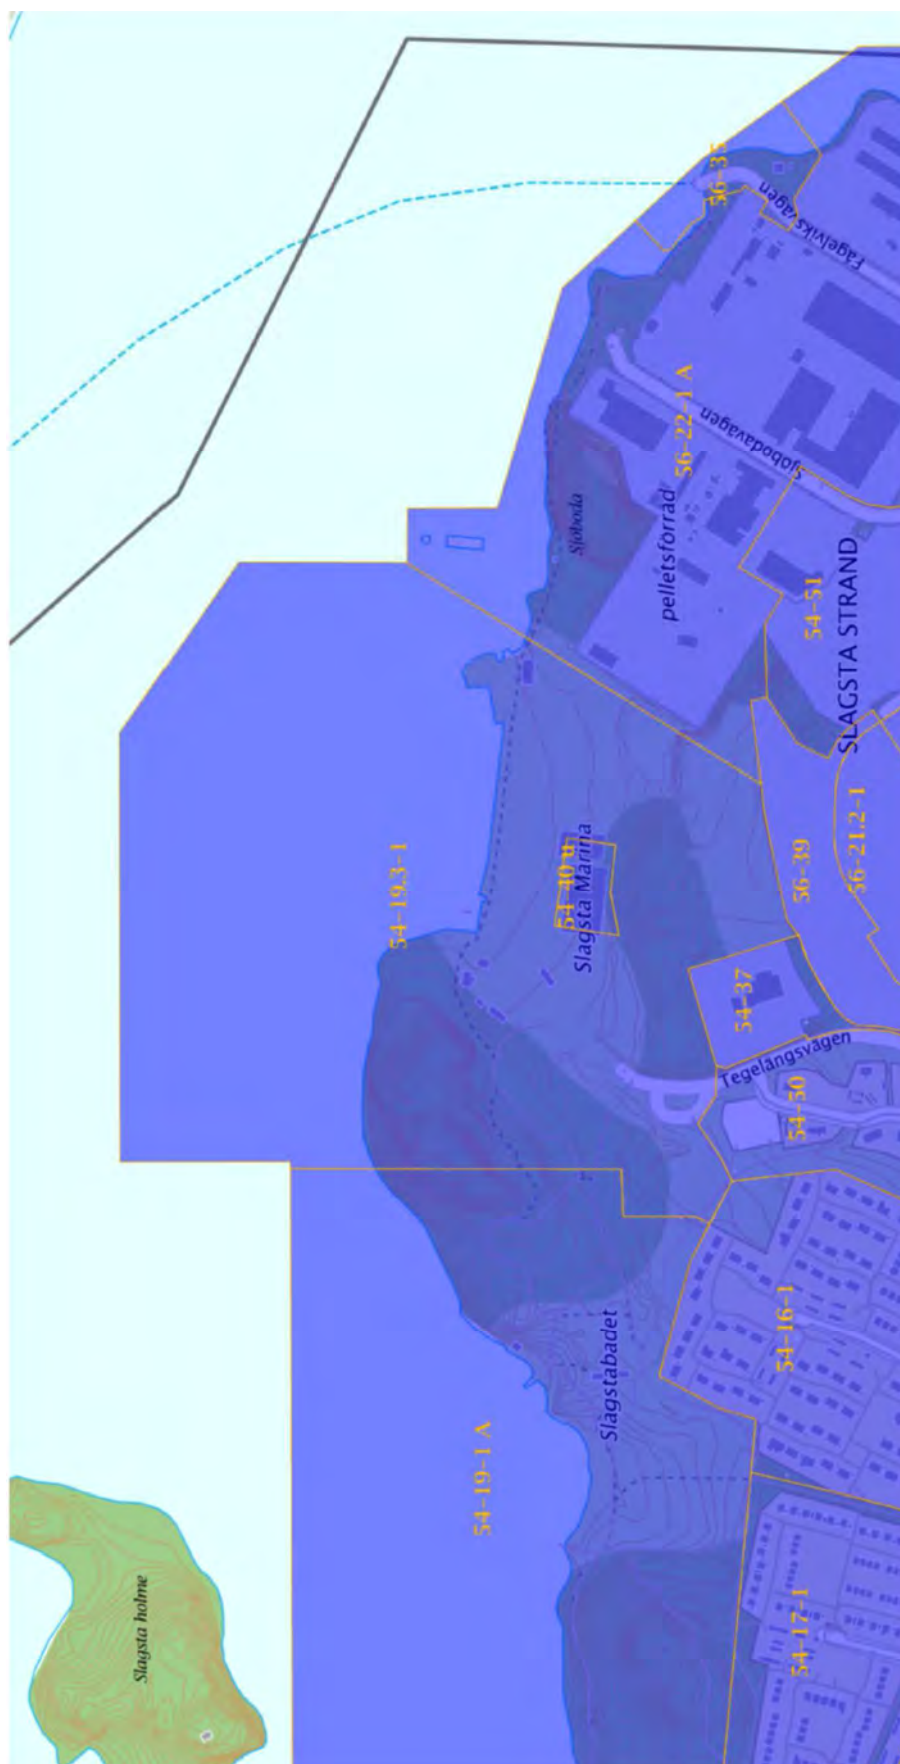 56-35
Fågelviksvägen
56-22-1 A
Sjöbodavägen
Sjöboda
pelletsförråd
54-51
SLAGSTA STRAND
54-19.3-1
54-40 u
Slagsta Marina
56-39
56-21.2-1
54-37
Tegelängsvägen
54-50
54-16-1
Slagstabadet
54-19-1 A
54-17-1
Slagsta holme